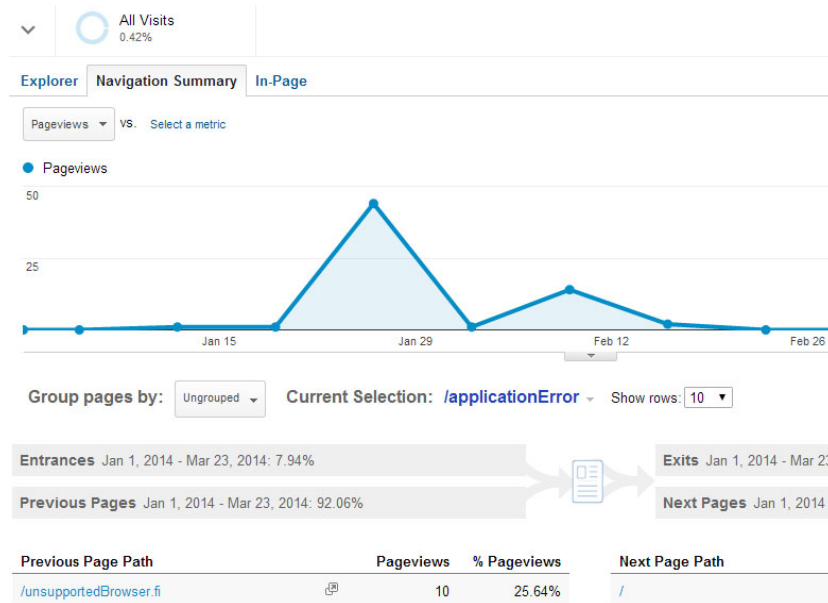 All Visits
0.42%
Explorer Navigation Summary In-Page
Pageviews VS. Select a metric
Pageviews
50
25
Jan 15 Jan 29 Feb 12 Feb 26
Group pages by: Ungrouped Current Selection: /applicationError Show rows: 10
Entrances Jan 1, 2014 - Mar 23, 2014: 7.94% Exits Jan 1, 2014 - Mar 23
Previous Pages Jan 1, 2014 - Mar 23, 2014: 92.06% Next Pages Jan 1, 2014
Previous Page Path Pageviews % Pageviews Next Page Path
/unsupportedBrowser.fi 10 25.64% /